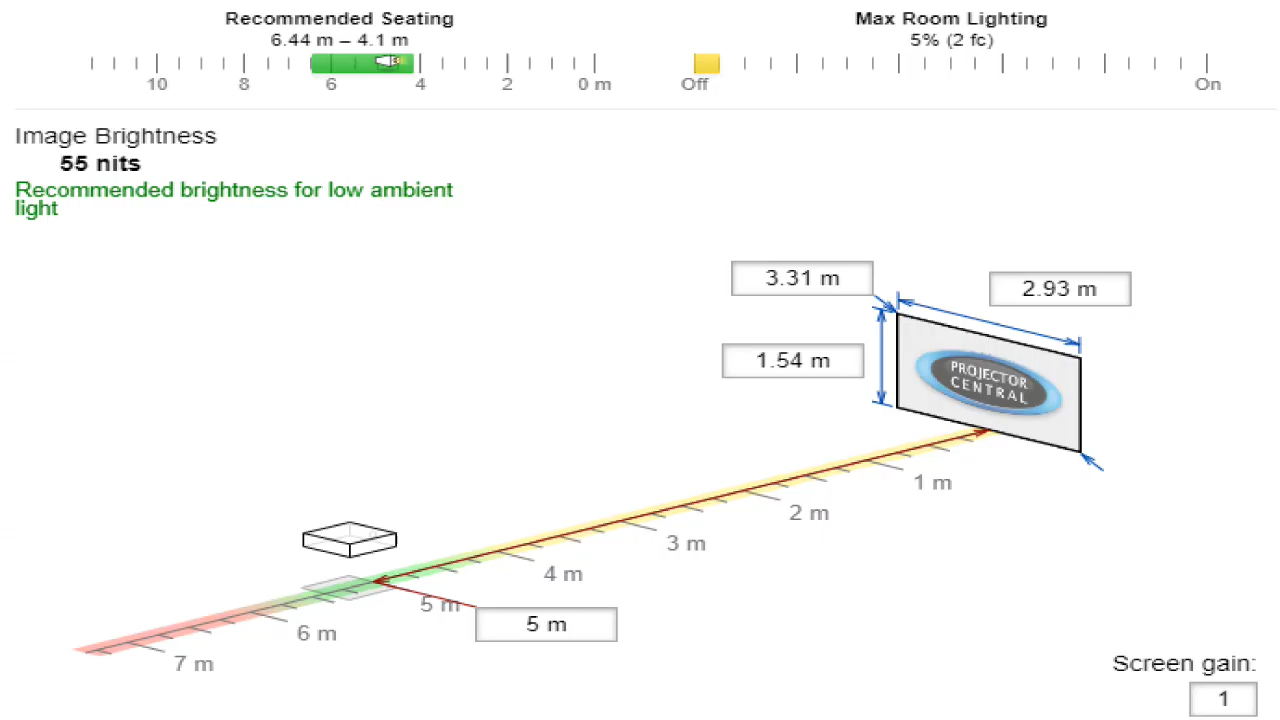 Recommended Seating
6.44 m – 4.1 m
10 8 6 4 2 0 m
Max Room Lighting
5% (2 fc)
Off On
Image Brightness
55 nits
Recommended brightness for low ambient
light
3.31 m
2.93 m
1.54 m
PROJECTOR
CENTRAL
1 m
2 m
3 m
4 m
5 m
5 m
6 m
7 m
Screen gain:
1